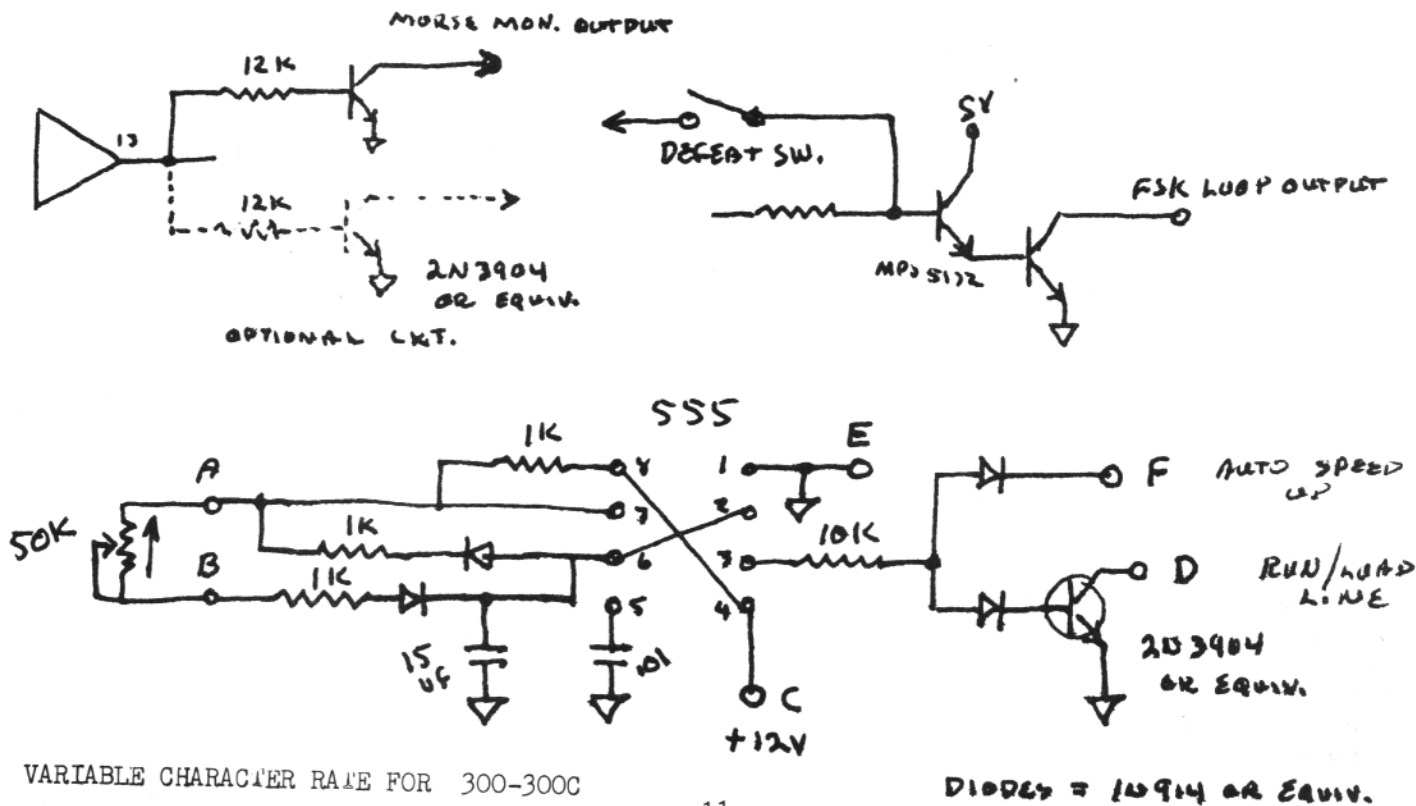 MORSE MON. OUTPUT
12K
13
12K
2N3904
OR EQUIV.
OPTIONAL CKT.
DEFEAT SW.
5V
FSK LOOP OUTPUT
555
1K
A
8
1
E
50K
7
2
1K
6
3
10K
F
AUTO SPEED
UP
B
1K
5
4
D
RUN/LOAD
LINE
15
uf
.01
C
+12V
2N3904
OR EQUIV.
VARIABLE CHARACTER RATE FOR 300-300C
DIODES = 1N914 OR EQUIV.